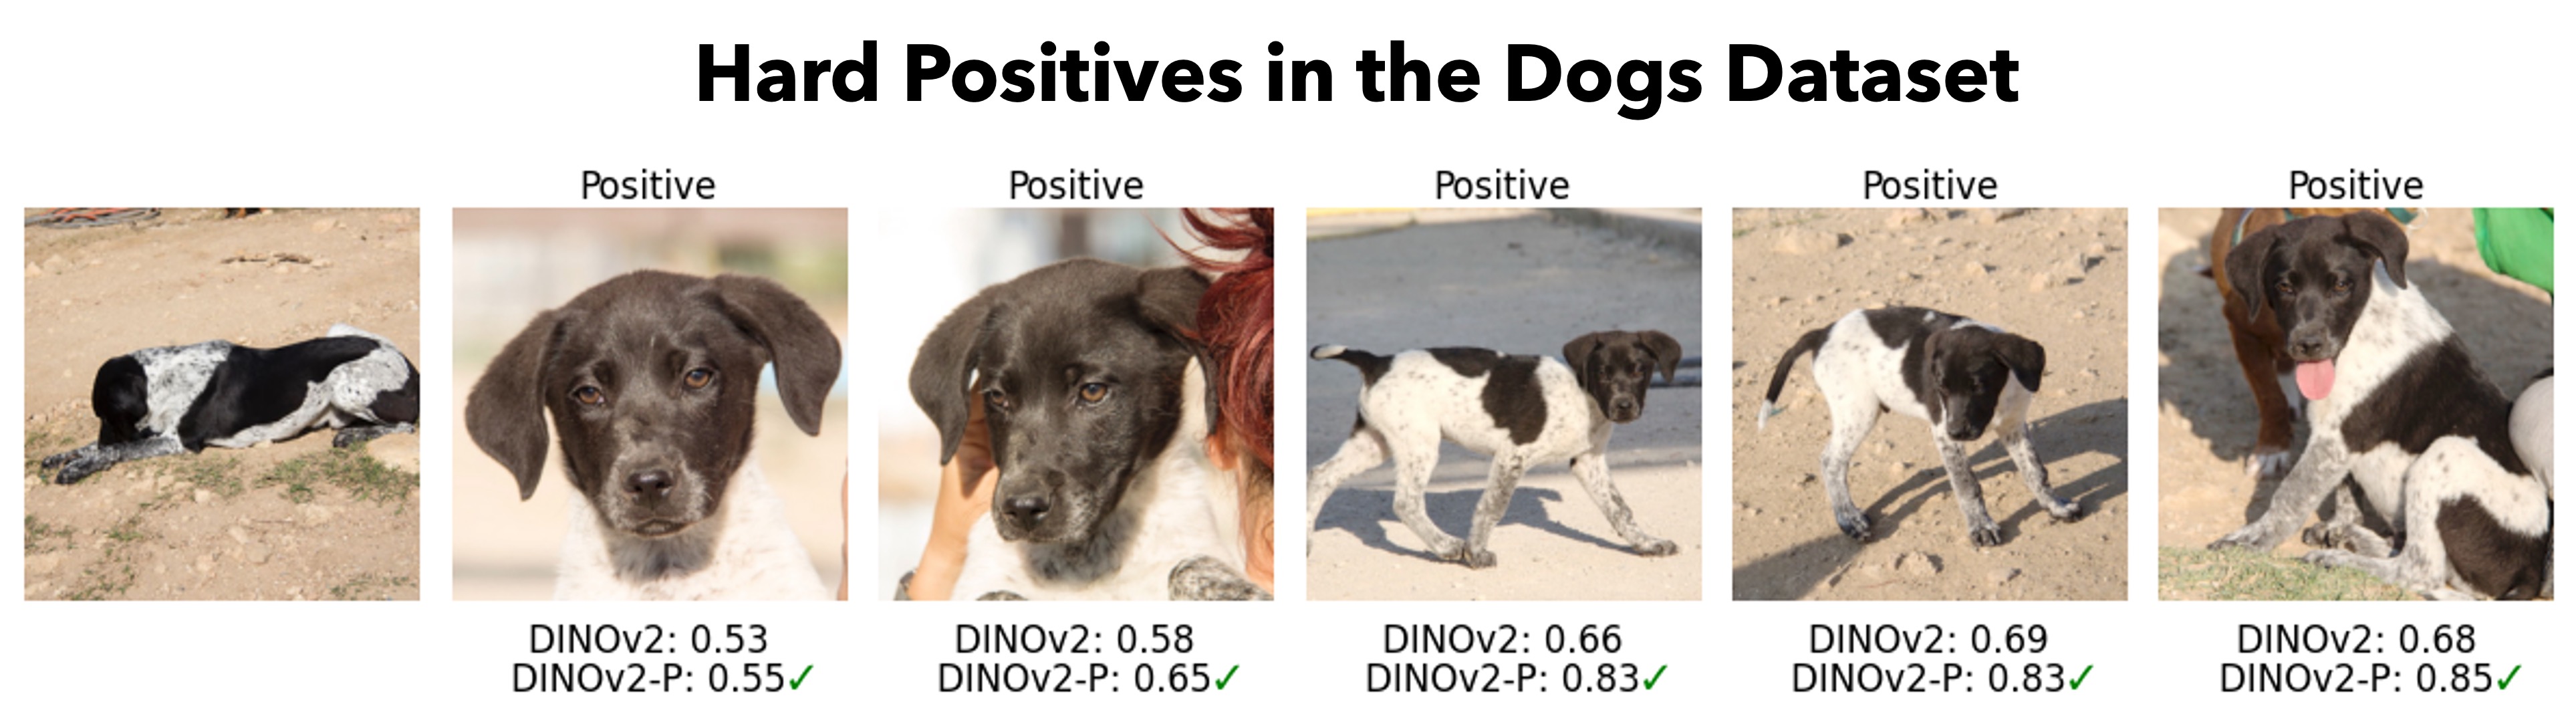 Hard Positives in the Dogs Dataset
Positive
Positive
Positive
Positive
Positive
DINOv2: 0.53
DINOv2-P: 0.55✓
DINOv2: 0.58
DINOv2-P: 0.65✓
DINOv2: 0.66
DINOv2-P: 0.83✓
DINOv2: 0.69
DINOv2-P: 0.83✓
DINOv2: 0.68
DINOv2-P: 0.85✓